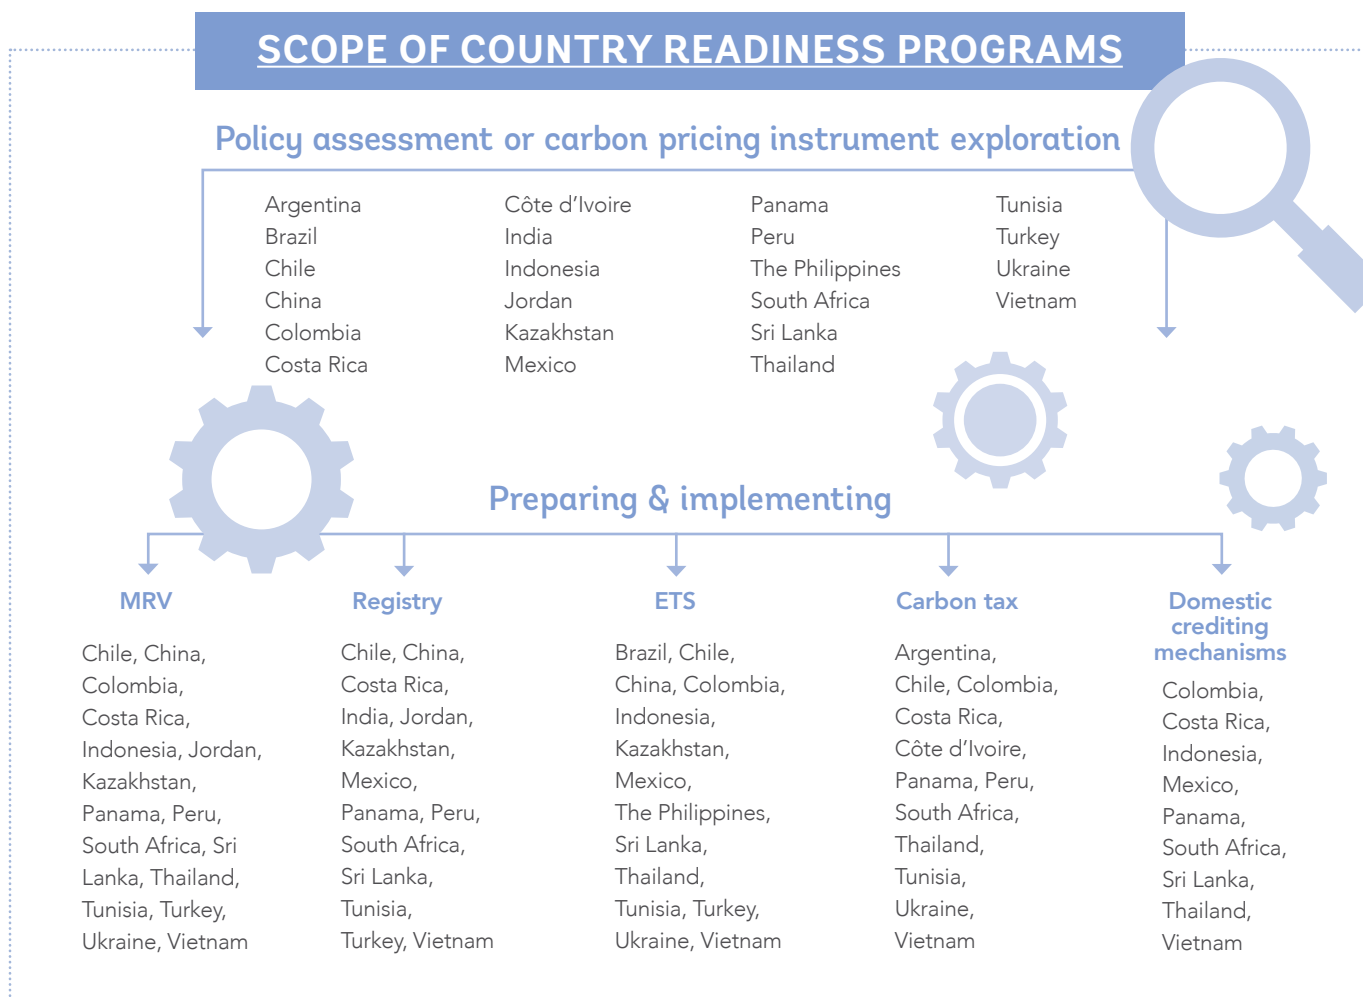 SCOPE OF COUNTRY READINESS PROGRAMS
Policy assessment or carbon pricing instrument exploration
Argentina
Brazil
Chile
China
Colombia
Costa Rica
Côte d’Ivoire
India
Indonesia
Jordan
Kazakhstan
Mexico
Panama
Peru
The Philippines
South Africa
Sri Lanka
Thailand
Tunisia
Turkey
Ukraine
Vietnam
Preparing & implementing
MRV
Chile, China,
Colombia,
Costa Rica,
Indonesia, Jordan,
Kazakhstan,
Panama, Peru,
South Africa, Sri
Lanka, Thailand,
Tunisia, Turkey,
Ukraine, Vietnam
Registry
Chile, China,
Costa Rica,
India, Jordan,
Kazakhstan,
Mexico,
Panama, Peru,
South Africa,
Sri Lanka,
Tunisia,
Turkey, Vietnam
ETS
Brazil, Chile,
China, Colombia,
Indonesia,
Kazakhstan,
Mexico,
The Philippines,
Sri Lanka,
Thailand,
Tunisia, Turkey,
Ukraine, Vietnam
Carbon tax
Argentina,
Chile, Colombia,
Costa Rica,
Côte d’Ivoire,
Panama, Peru,
South Africa,
Thailand,
Tunisia,
Ukraine,
Vietnam
Domestic
crediting
mechanisms
Colombia,
Costa Rica,
Indonesia,
Mexico,
Panama,
South Africa,
Sri Lanka,
Thailand,
Vietnam